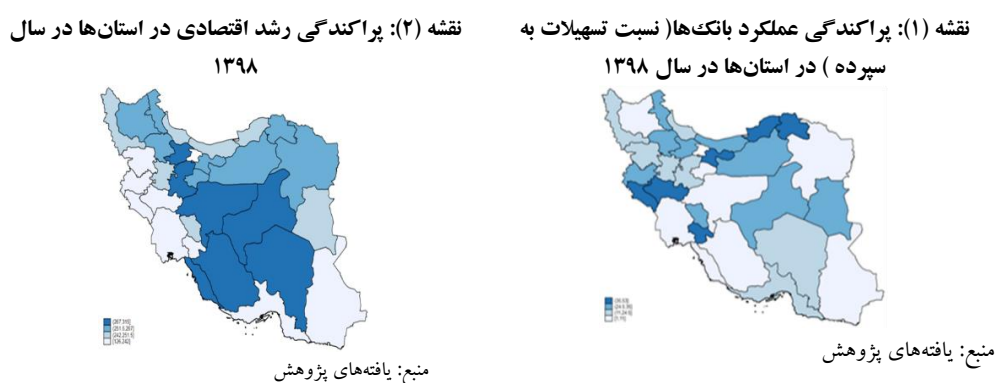 نقشه (۱): پراکندگی عملکرد بانک‌ها( نسبت تسهیلات به
سپرده ) در استان‌ها در سال ۱۳۹۸
منبع: یافته‌های پژوهش
نقشه (۲): پراکندگی رشد اقتصادی در استان‌ها در سال
۱۳۹۸
منبع: یافته‌های پژوهش